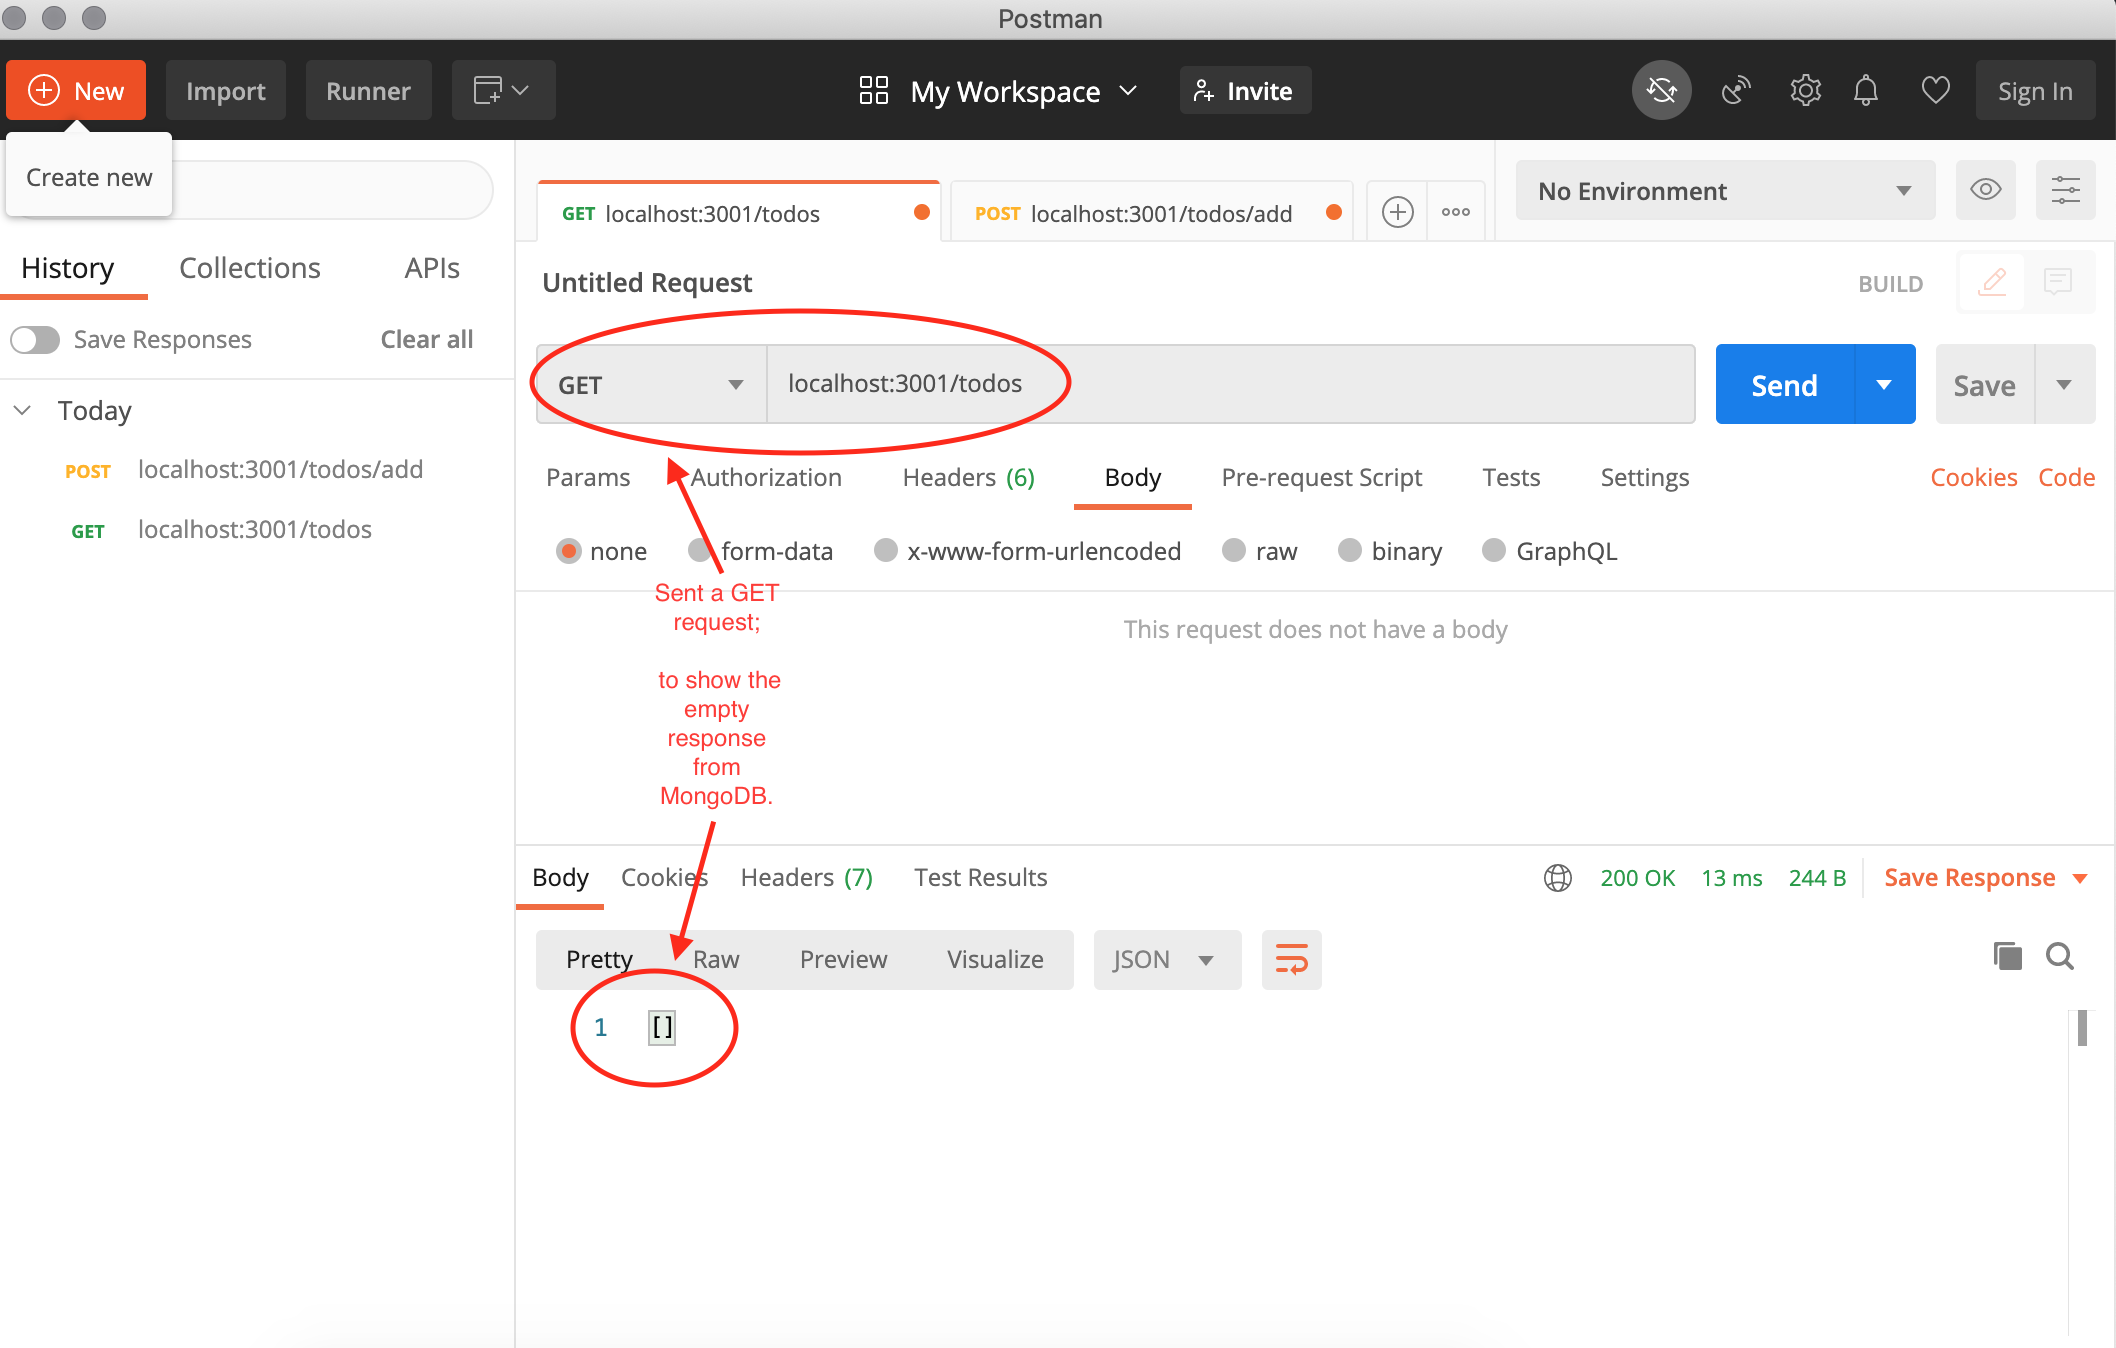 Postman
New
Import
Runner
My Workspace
Invite
Sign In
Create new
GET localhost:3001/todos
POST localhost:3001/todos/add
No Environment
History
Collections
APIs
Untitled Request
BUILD
Save Responses
Clear all
GET
localhost:3001/todos
Send
Save
Today
POST localhost:3001/todos/add
GET localhost:3001/todos
Params
Authorization
Headers (6)
Body
Pre-request Script
Tests
Settings
Cookies
Code
none
form-data
x-www-form-urlencoded
raw
binary
GraphQL
Sent a GET
request;
to show the
empty
response
from
MongoDB.
This request does not have a body
Body
Cookies
Headers (7)
Test Results
200 OK
13 ms
244 B
Save Response
Pretty
Raw
Preview
Visualize
JSON
1 []